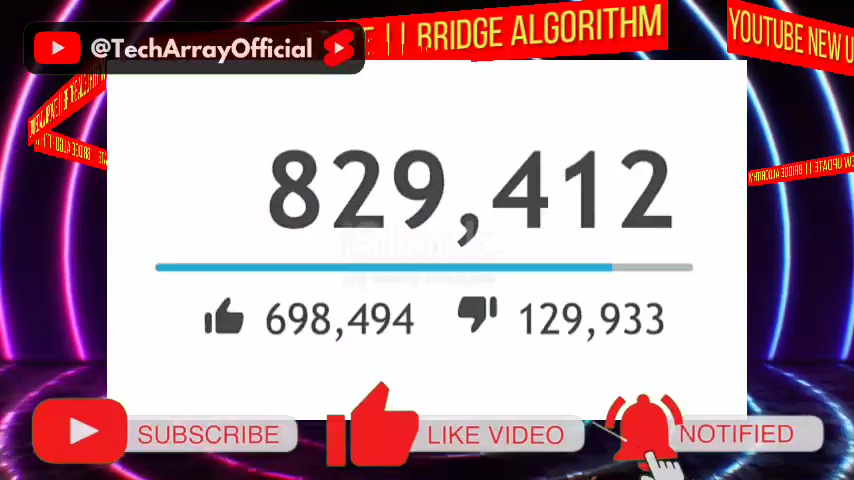 @TechArrayOfficial
|| BRIDGE ALGORITHM
YOUTUBE NEW U
829,412
698,494 129,933
SUBSCRIBE LIKE VIDEO NOTIFIED